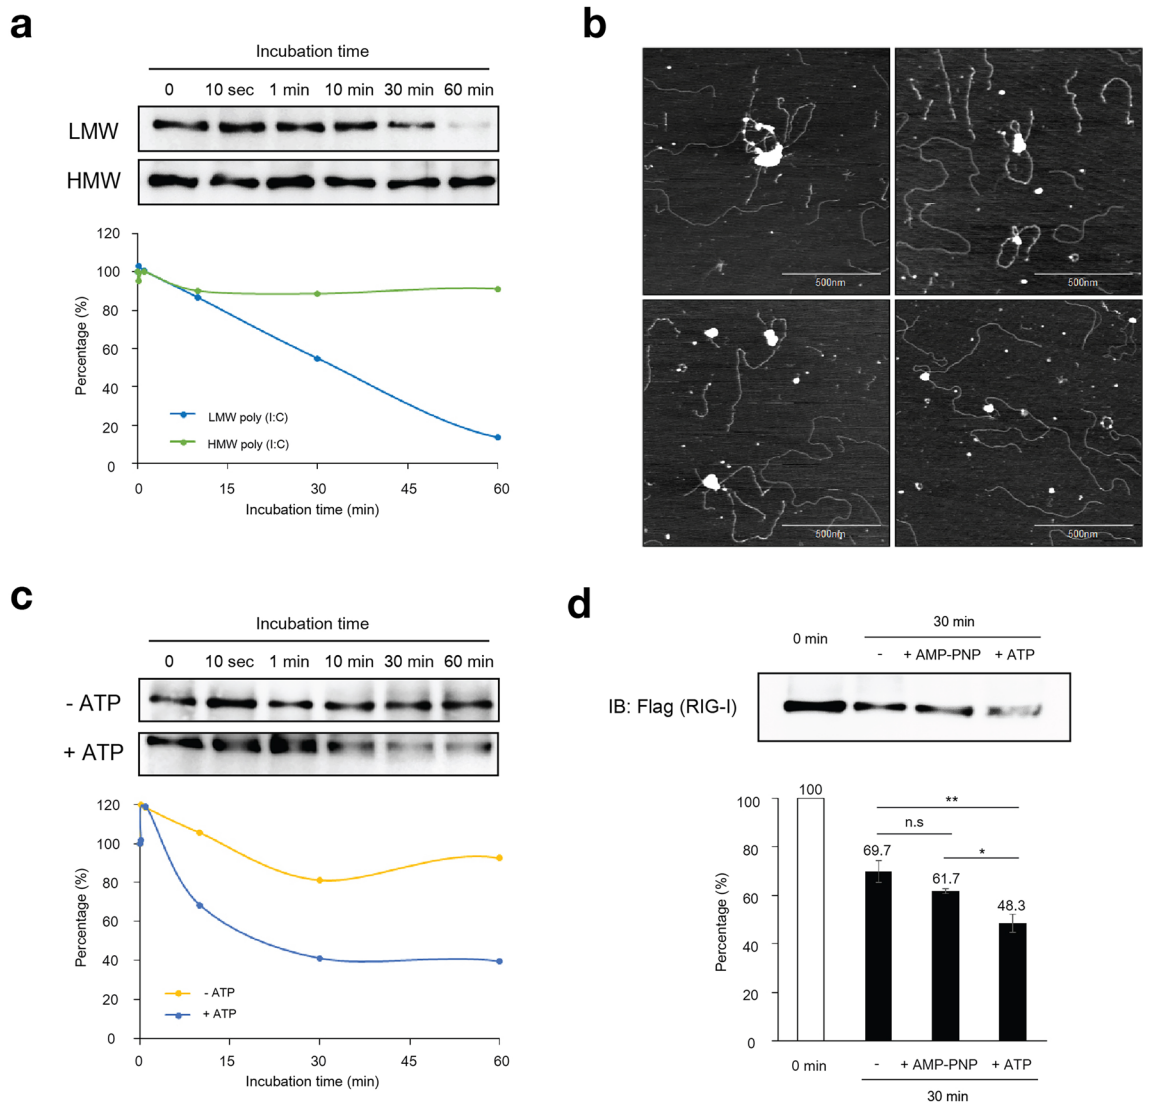 a
Incubation time
0 10 sec 1 min 10 min 30 min 60 min
LMW
HMW
120
100
80
60
40
20
0
Percentage (%)
LMW poly (I:C)
HMW poly (I:C)
0 15 30 45 60
Incubation time (min)
b
500nm
500nm
500nm
500nm
c
Incubation time
0 10 sec 1 min 10 min 30 min 60 min
- ATP
+ ATP
120
100
80
60
40
20
0
Percentage (%)
- ATP
+ ATP
0 15 30 45 60
Incubation time (min)
d
30 min
0 min
- + AMP-PNP + ATP
IB: Flag (RIG-I)
100
80
60
40
20
0
Percentage (%)
100
**
n.s
*
69.7
61.7
48.3
0 min - + AMP-PNP + ATP
30 min